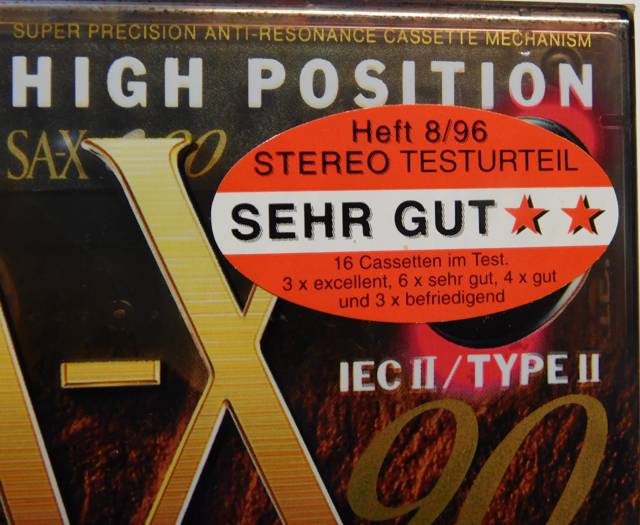 SUPER PRECISION ANTI-RESONANCE CASSETTE MECHANISM
HIGH POSITION
SA-X
Heft 8/96
STEREO TESTURTEIL
SEHR GUT
16 Cassetten im Test.
3 x excellent, 6 x sehr gut, 4 x gut
und 3 x befriedigend
IEC II / TYPE II
-X
90